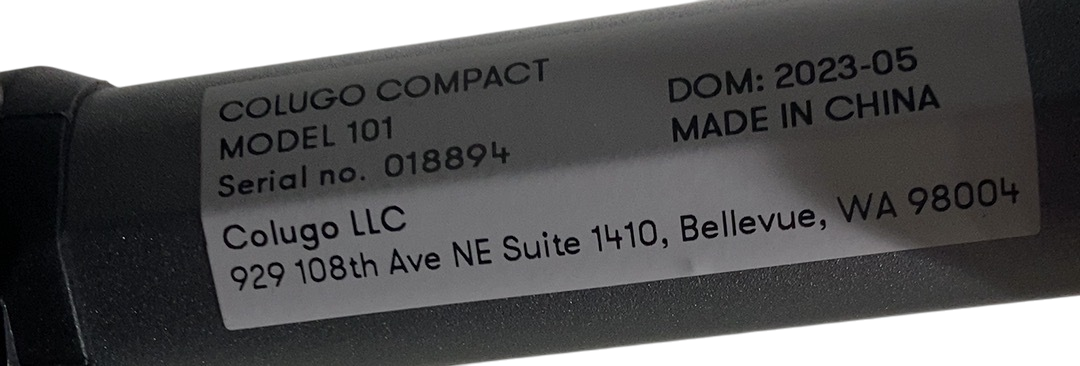 COLUGO COMPACT
MODEL 101
Serial no. 018894
DOM: 2023-05
MADE IN CHINA
Colugo LLC
929 108th Ave NE Suite 1410, Bellevue, WA 98004